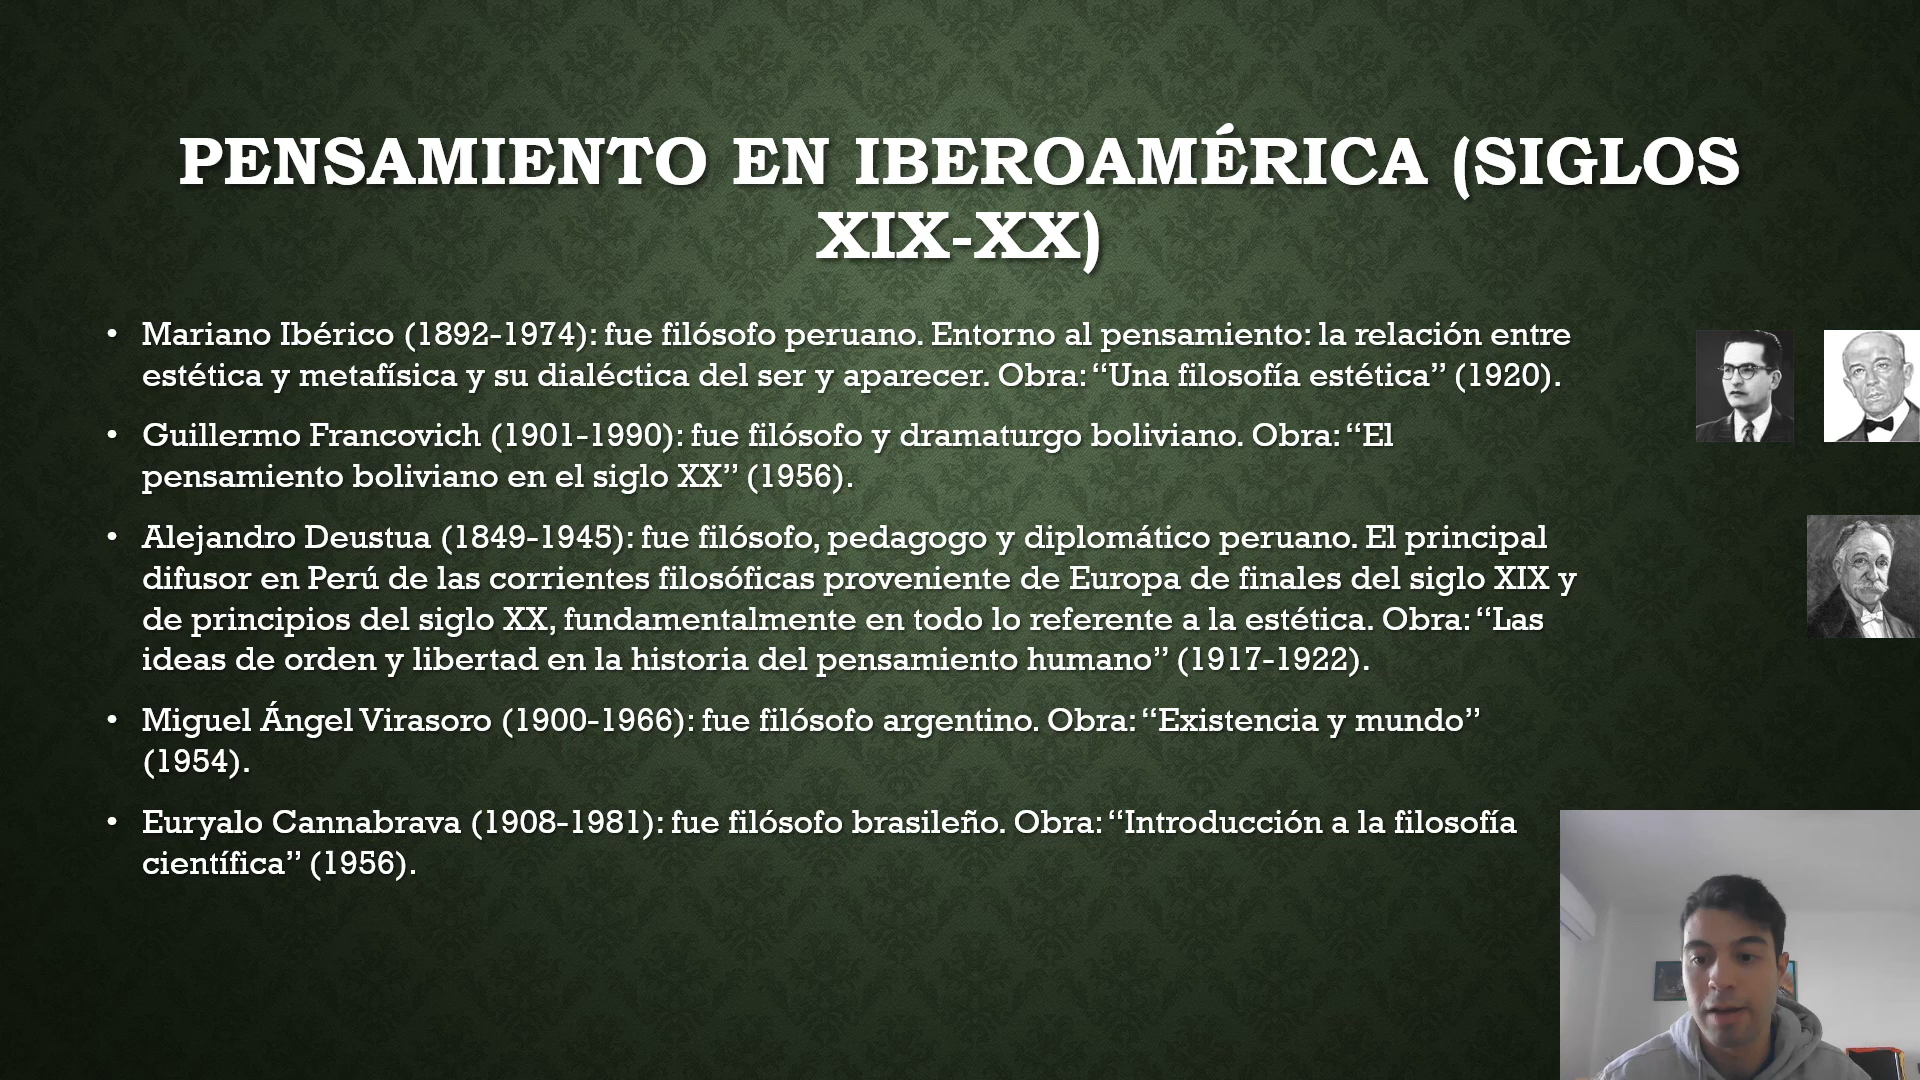 PENSAMIENTO EN IBEROAMÉRICA (SIGLOS
XIX-XX)
• Mariano Ibérico (1892-1974): fue filósofo peruano. Entorno al pensamiento: la relación entre
estética y metafísica y su dialéctica del ser y aparecer. Obra: “Una filosofía estética” (1920).
• Guillermo Francovich (1901-1990): fue filósofo y dramaturgo boliviano. Obra: “El
pensamiento boliviano en el siglo XX” (1956).
• Alejandro Deustua (1849-1945): fue filósofo, pedagogo y diplomático peruano. El principal
difusor en Perú de las corrientes filosóficas proveniente de Europa de finales del siglo XIX y
de principios del siglo XX, fundamentalmente en todo lo referente a la estética. Obra: “Las
ideas de orden y libertad en la historia del pensamiento humano” (1917-1922).
• Miguel Ángel Virasoro (1900-1966): fue filósofo argentino. Obra: “Existencia y mundo”
(1954).
• Euryalo Cannabrava (1908-1981): fue filósofo brasileño. Obra: “Introducción a la filosofía
científica” (1956).